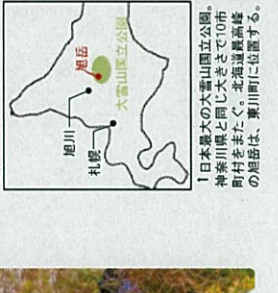 旭岳
大雪山国立公園
旭川
札幌
↑日本最大の大雪山国立公園。
神奈川県と同じ大きさで10市
町村をまたぐ。北海道最高峰
の旭岳は、東川町に位置する。